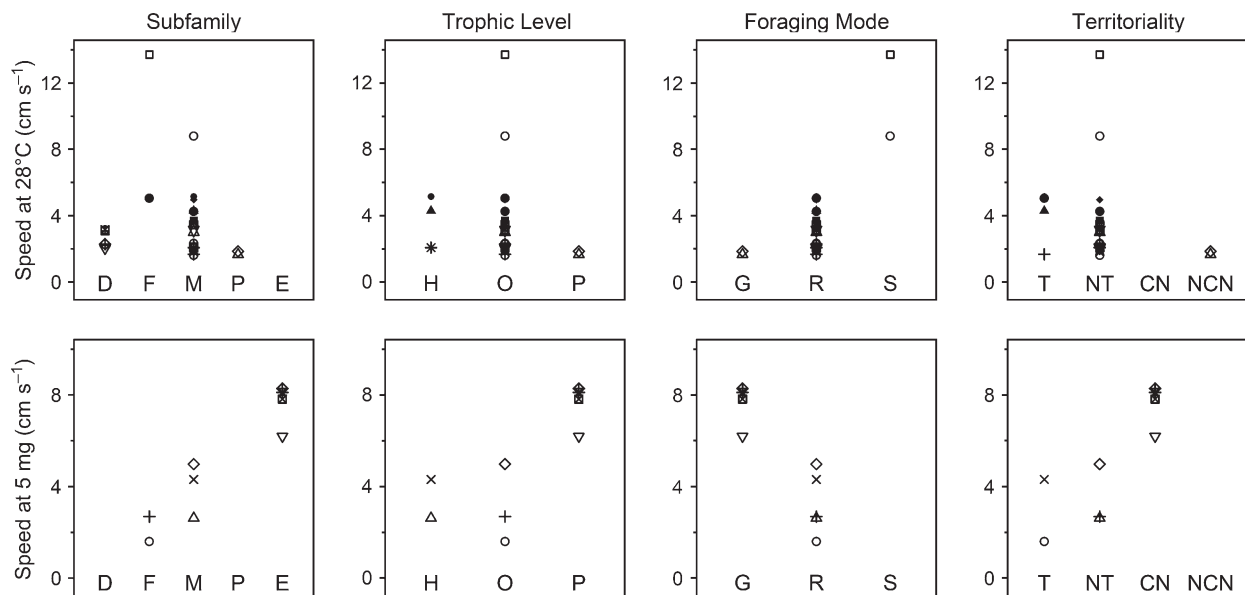 Subfamily Trophic Level Foraging Mode Territoriality
Speed at 28°C (cm s⁻¹)
12 12 12 12
8 8 8 8
4 4 4 4
0 0 0 0
D F M P E H O P G R S T NT CN NCN
Speed at 5 mg (cm s⁻¹)
8 8 8 8
4 4 4 4
0 0 0 0
D F M P E H O P G R S T NT CN NCN